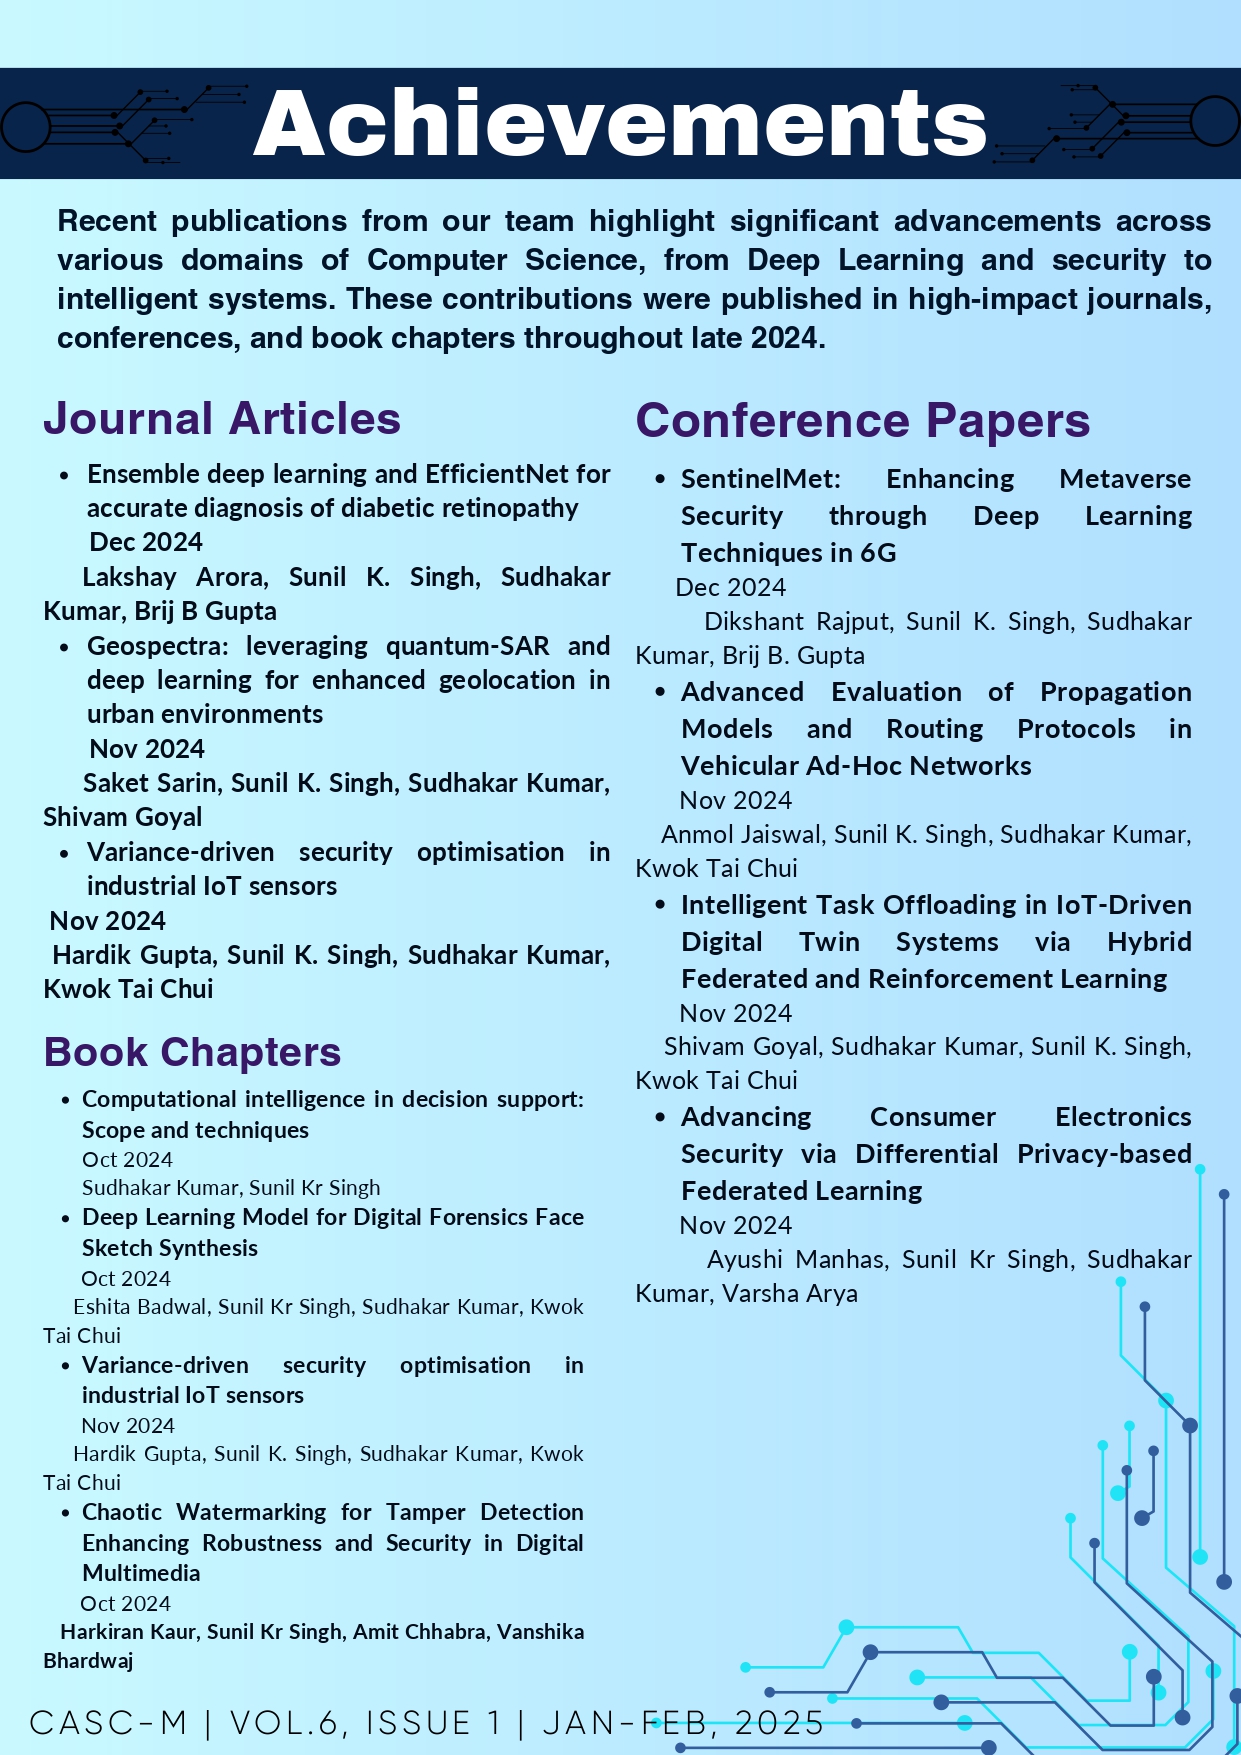 Achievements
Recent publications from our team highlight significant advancements across
various domains of Computer Science, from Deep Learning and security to
intelligent systems. These contributions were published in high-impact journals,
conferences, and book chapters throughout late 2024.
Journal Articles
• Ensemble deep learning and EfficientNet for
accurate diagnosis of diabetic retinopathy
Dec 2024
Lakshay Arora, Sunil K. Singh, Sudhakar
Kumar, Brij B Gupta
• Geospectra: leveraging quantum-SAR and
deep learning for enhanced geolocation in
urban environments
Nov 2024
Saket Sarin, Sunil K. Singh, Sudhakar Kumar,
Shivam Goyal
• Variance-driven security optimisation in
industrial IoT sensors
Nov 2024
Hardik Gupta, Sunil K. Singh, Sudhakar Kumar,
Kwok Tai Chui
Book Chapters
• Computational intelligence in decision support:
Scope and techniques
Oct 2024
Sudhakar Kumar, Sunil Kr Singh
• Deep Learning Model for Digital Forensics Face
Sketch Synthesis
Oct 2024
Eshita Badwal, Sunil Kr Singh, Sudhakar Kumar, Kwok
Tai Chui
• Variance-driven security optimisation in
industrial IoT sensors
Nov 2024
Hardik Gupta, Sunil K. Singh, Sudhakar Kumar, Kwok
Tai Chui
• Chaotic Watermarking for Tamper Detection
Enhancing Robustness and Security in Digital
Multimedia
Oct 2024
Harkiran Kaur, Sunil Kr Singh, Amit Chhabra, Vanshika
Bhardwaj
Conference Papers
• SentinelMet: Enhancing Metaverse
Security through Deep Learning
Techniques in 6G
Dec 2024
Dikshant Rajput, Sunil K. Singh, Sudhakar
Kumar, Brij B. Gupta
• Advanced Evaluation of Propagation
Models and Routing Protocols in
Vehicular Ad-Hoc Networks
Nov 2024
Anmol Jaiswal, Sunil K. Singh, Sudhakar Kumar,
Kwok Tai Chui
• Intelligent Task Offloading in IoT-Driven
Digital Twin Systems via Hybrid
Federated and Reinforcement Learning
Nov 2024
Shivam Goyal, Sudhakar Kumar, Sunil K. Singh,
Kwok Tai Chui
• Advancing Consumer Electronics
Security via Differential Privacy-based
Federated Learning
Nov 2024
Ayushi Manhas, Sunil Kr Singh, Sudhakar
Kumar, Varsha Arya
CASC-M | VOL.6, ISSUE 1 | JAN-FEB, 2025